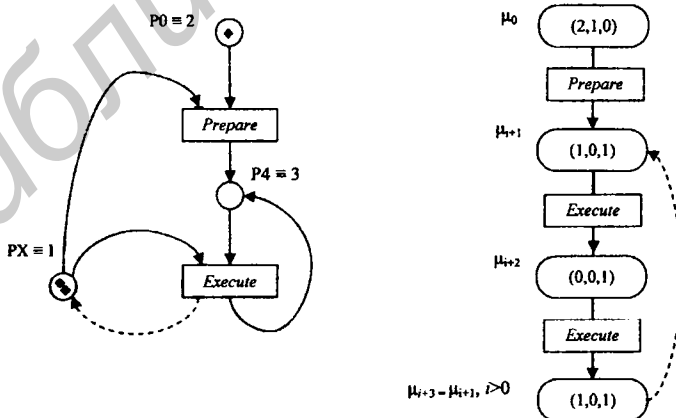 P0 ≡ 2
Prepare
P4 ≡ 3
PX ≡ 1
Execute
μ₀
(2,1,0)
Prepare
μᵢ₊₁
(1,0,1)
Execute
μᵢ₊₂
(0,0,1)
Execute
μᵢ₊₃ = μᵢ₊₁, i>0
(1,0,1)